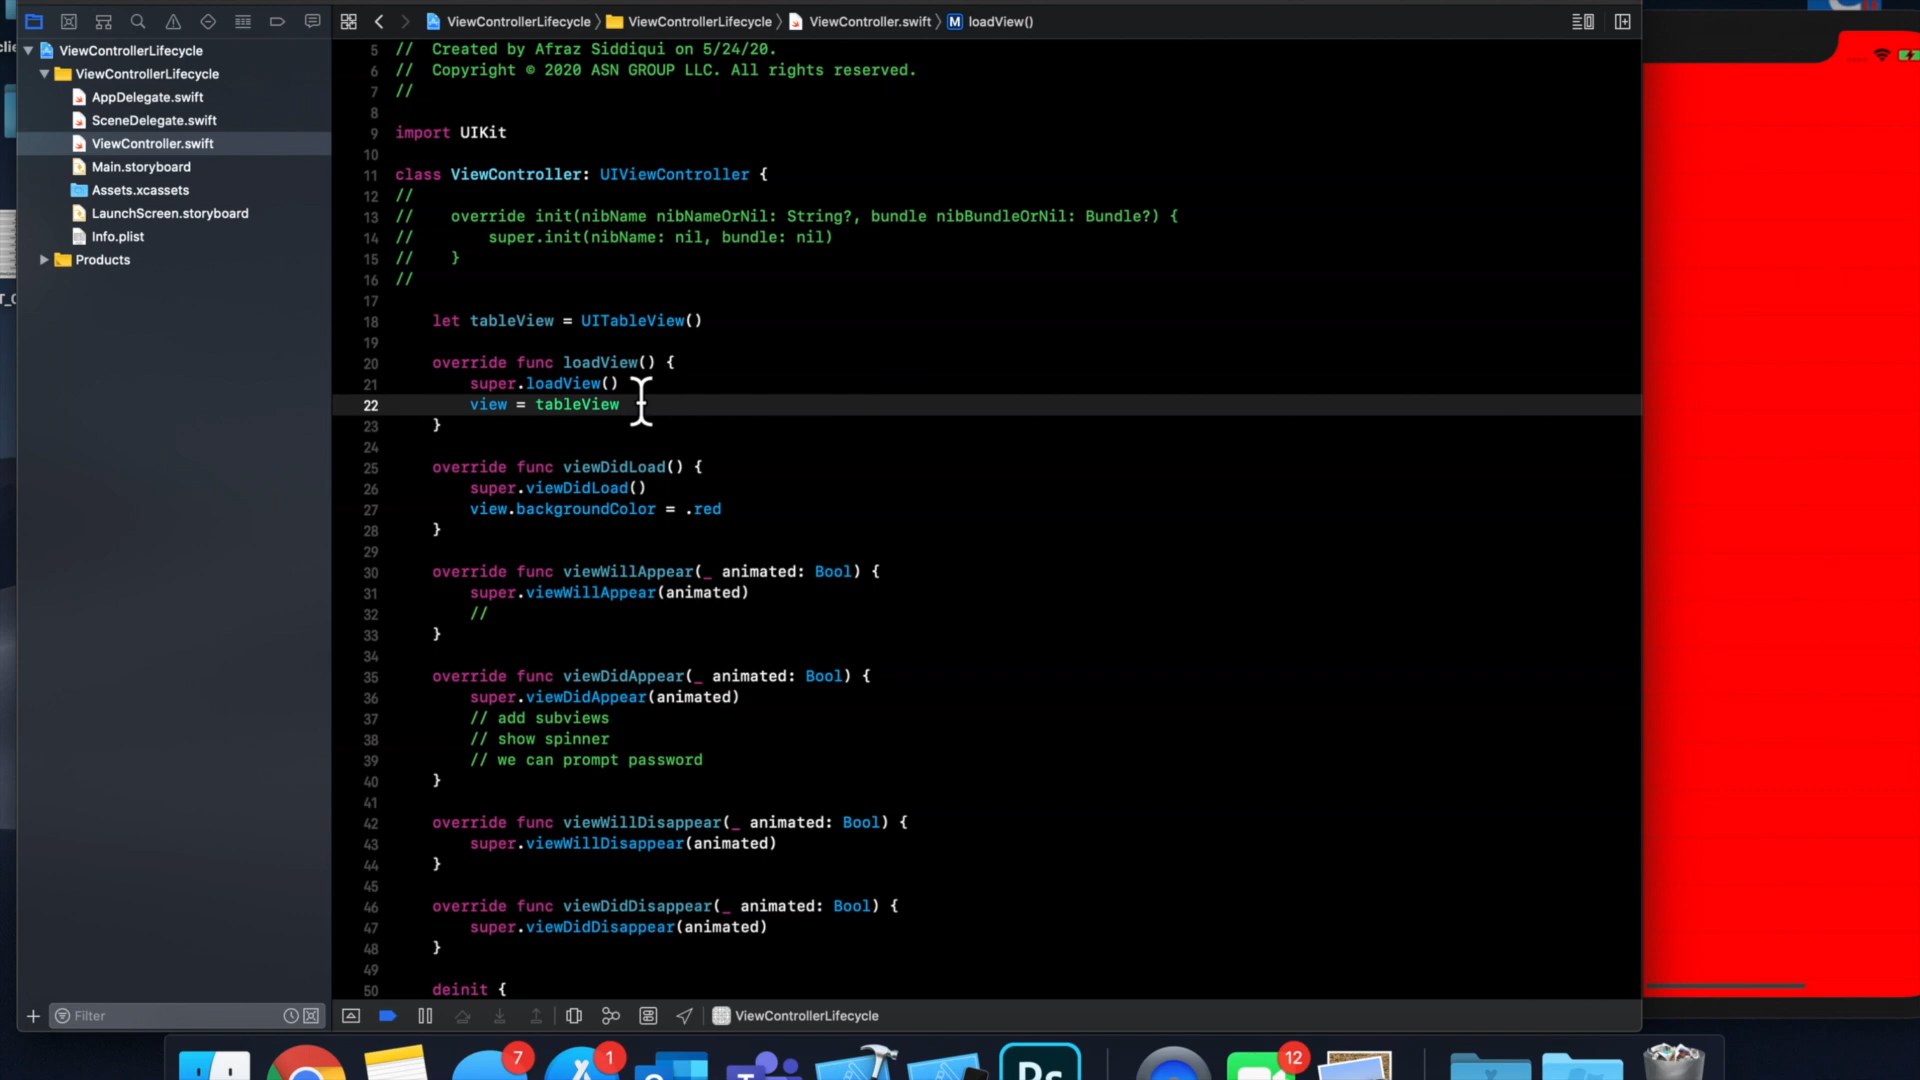 ViewControllerLifecycle
ViewControllerLifecycle
ViewController.swift
M
loadView()
ViewControllerLifecycle
ViewControllerLifecycle
AppDelegate.swift
SceneDelegate.swift
ViewController.swift
Main.storyboard
Assets.xcassets
LaunchScreen.storyboard
Info.plist
Products
5 //  Created by Afraz Siddiqui on 5/24/20.
6 //  Copyright © 2020 ASN GROUP LLC. All rights reserved.
7 //
8
9 import UIKit
10
11 class ViewController: UIViewController {
12 //
13 //    override init(nibName nibNameOrNil: String?, bundle nibBundleOrNil: Bundle?) {
14 //        super.init(nibName: nil, bundle: nil)
15 //    }
16 //
17
18     let tableView = UITableView()
19
20     override func loadView() {
21         super.loadView()
22         view = tableView
23     }
24
25     override func viewDidLoad() {
26         super.viewDidLoad()
27         view.backgroundColor = .red
28     }
29
30     override func viewWillAppear(_ animated: Bool) {
31         super.viewWillAppear(animated)
32         //
33     }
34
35     override func viewDidAppear(_ animated: Bool) {
36         super.viewDidAppear(animated)
37         // add subviews
38         // show spinner
39         // we can prompt password
40     }
41
42     override func viewWillDisappear(_ animated: Bool) {
43         super.viewWillDisappear(animated)
44     }
45
46     override func viewDidDisappear(_ animated: Bool) {
47         super.viewDidDisappear(animated)
48     }
49
50     deinit {
Filter
ViewControllerLifecycle
7
1
12
Ps